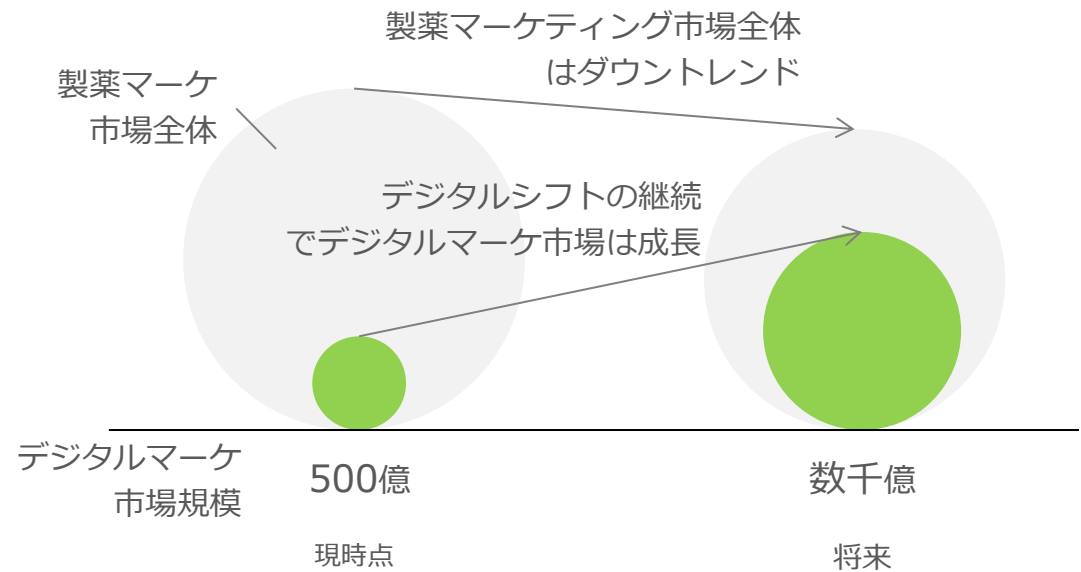 製薬マーケティング市場全体
はダウントレンド
製薬マーケ
市場全体
デジタルシフトの継続
でデジタルマーケ市場は成長
デジタルマーケ
市場規模
500億
数千億
現時点
将来